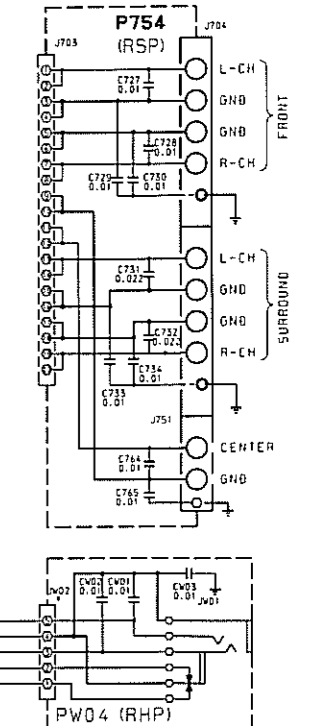 P754
(RSP)
J704
J703
L-CH
C727
0.01
GND
GND
C728
0.01
R-CH
FRONT
C729
0.01
C730
0.01
L-CH
C731
0.022
GND
GND
C732
0.022
R-CH
SURROUND
C734
0.01
C733
0.01
J751
CENTER
C764
0.01
GND
C765
0.01
JW02
CW02
0.01
CW01
0.01
CW03
0.01
JW01
PW04 (RHP)